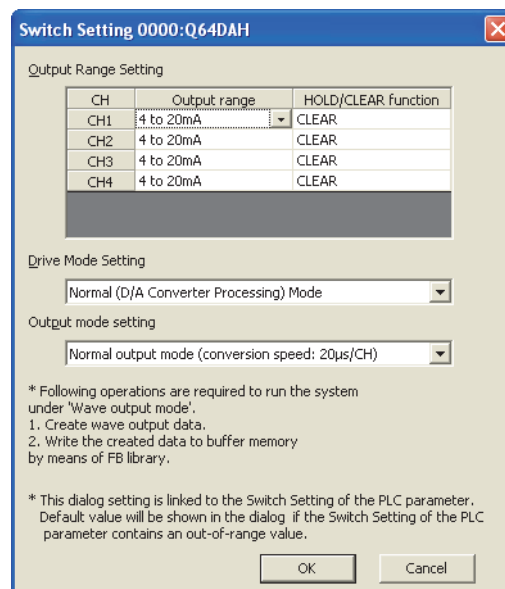 Switch Setting 0000:Q64DAH
Output Range Setting
CH Output range HOLD/CLEAR function
CH1 4 to 20mA CLEAR
CH2 4 to 20mA CLEAR
CH3 4 to 20mA CLEAR
CH4 4 to 20mA CLEAR
Drive Mode Setting
Normal (D/A Converter Processing) Mode
Output mode setting
Normal output mode (conversion speed: 20µs/CH)
* Following operations are required to run the system
under 'Wave output mode'.
1. Create wave output data.
2. Write the created data to buffer memory
by means of FB library.
* This dialog setting is linked to the Switch Setting of the PLC parameter.
Default value will be shown in the dialog if the Switch Setting of the PLC
parameter contains an out-of-range value.
OK Cancel